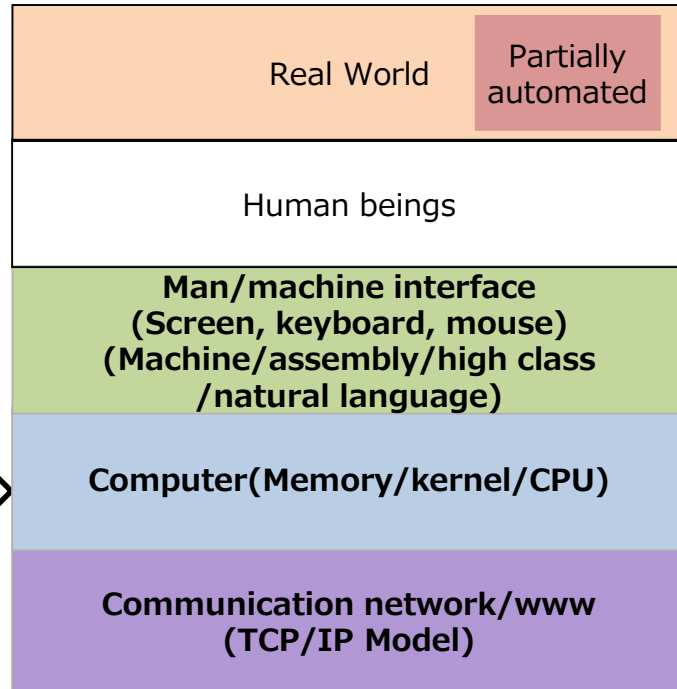 Real World
Partially
automated
Human beings
Man/machine interface
(Screen, keyboard, mouse)
(Machine/assembly/high class
/natural language)
Computer(Memory/kernel/CPU)
Communication network/www
(TCP/IP Model)